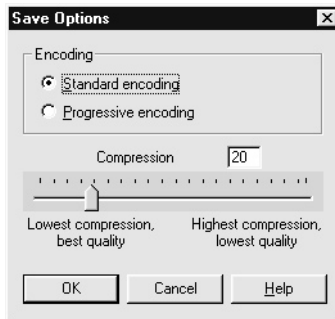 Save Options
Encoding
Standard encoding
Progressive encoding
Compression 20
Lowest compression, Highest compression,
best quality lowest quality
OK Cancel Help